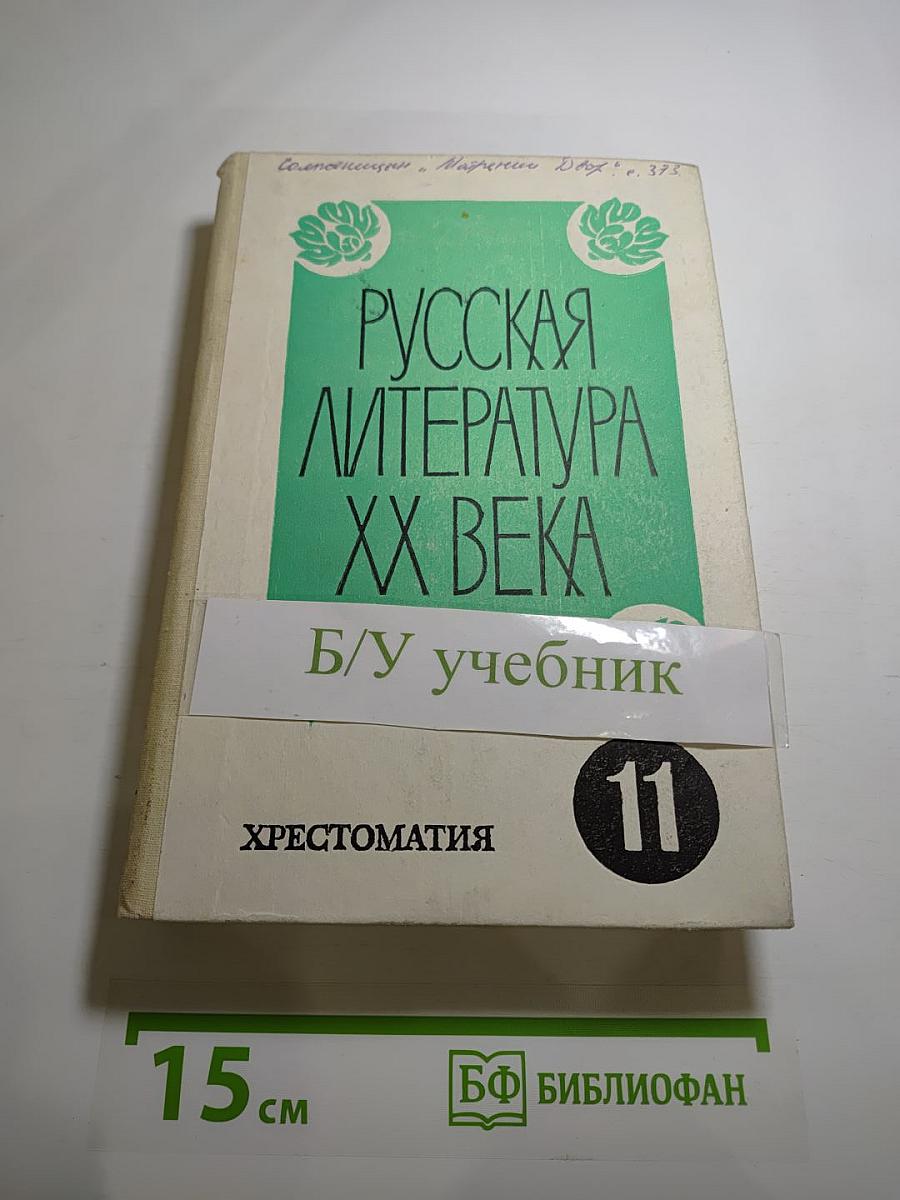 Солженицын „Матренин Двор“ с. 373
РУССКАЯ
ЛИТЕРАТУРА
XX ВЕКА
Б/У учебник
11
ХРЕСТОМАТИЯ
15 см
БФ БИБЛИОФАН